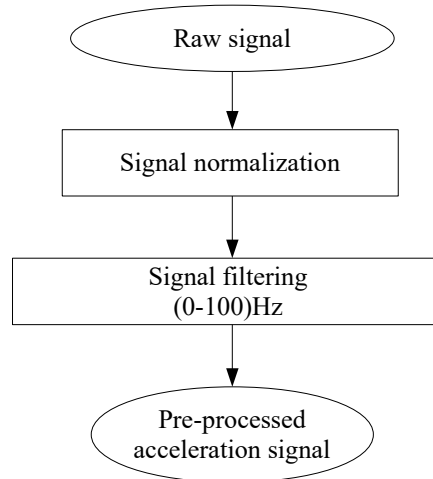 Raw signal
Signal normalization
Signal filtering
(0-100)Hz
Pre-processed
acceleration signal